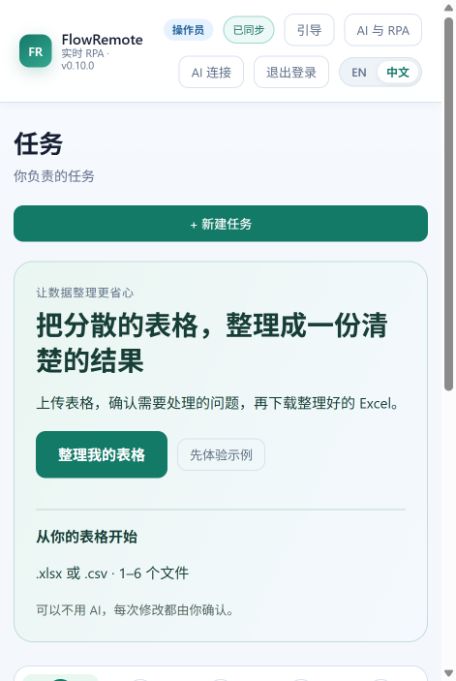 FR
FlowRemote
实时 RPA ·
v0.10.0
操作员
已同步
引导
AI 与 RPA
AI 连接
退出登录
EN
中文
任务
你负责的任务
+ 新建任务
让数据整理更省心
把分散的表格，整理成一份清
楚的结果
上传表格，确认需要处理的问题，再下载整理好的 Excel。
整理我的表格
先体验示例
从你的表格开始
.xlsx 或 .csv · 1–6 个文件
可以不用 AI，每次修改都由你确认。